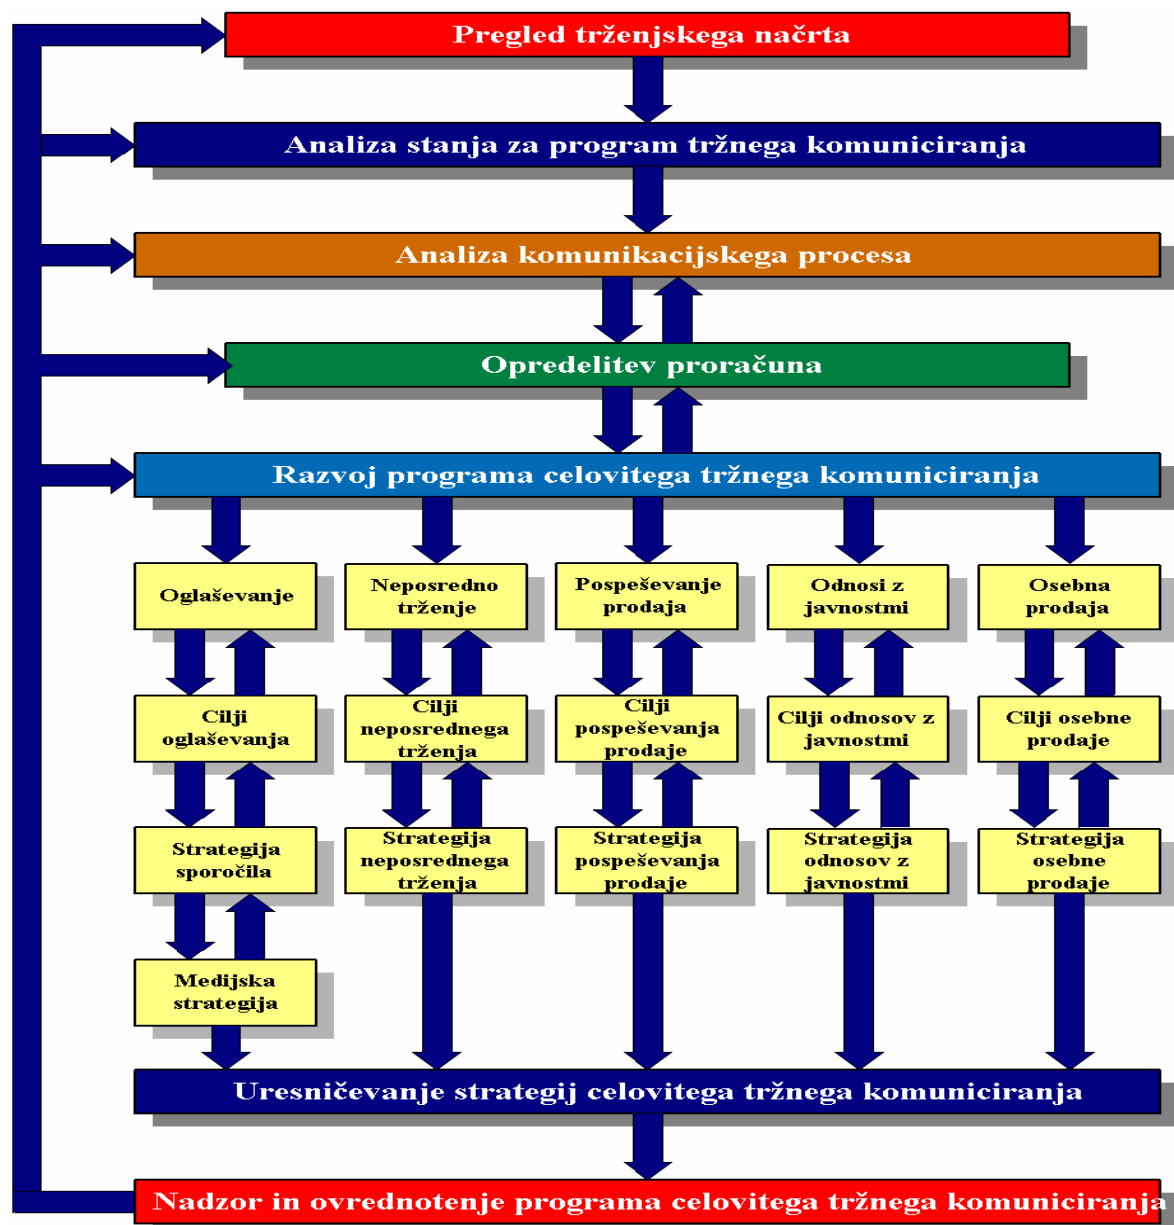 Pregled trženjskega načrta
Analiza stanja za program tržnega komuniciranja
Analiza komunikacijskega procesa
Opredelitev proračuna
Razvoj programa celovitega tržnega komuniciranja
Oglaševanje
Neposredno
trženje
Pospeševanje
prodaja
Odnosi z
javnostmi
Osebna
prodaja
Cilji
oglaševanja
Cilji
neposrednega
trženja
Cilji
pospeševanja
prodaje
Cilji odnosov z
javnostmi
Cilji osebne
prodaje
Strategija
sporočila
Strategija
neposrednega
trženja
Strategija
pospeševanja
prodaje
Strategija
odnosov z
javnostmi
Strategija
osebne
prodaje
Medijska
strategija
Uresničevanje strategij celovitega tržnega komuniciranja
Nadzor in ovrednotenje programa celovitega tržnega komuniciranja